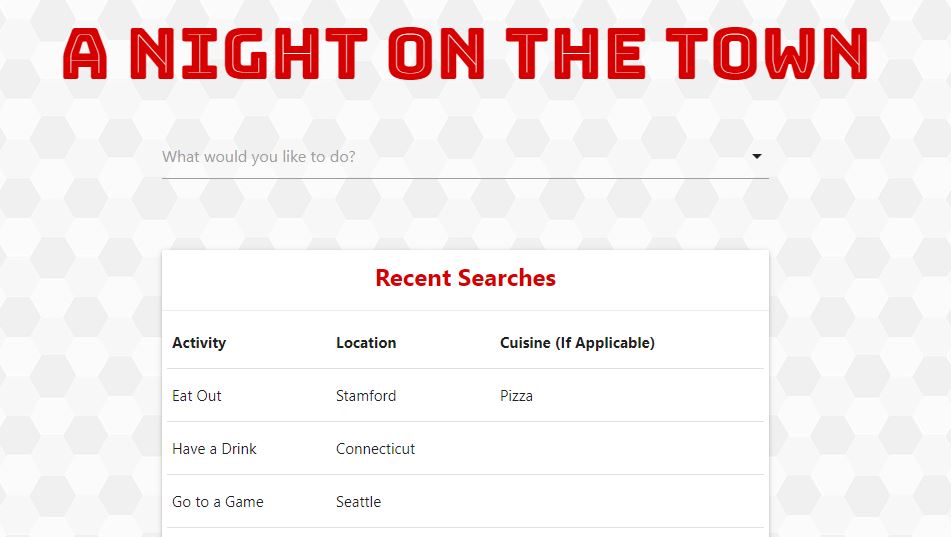 A NIGHT ON THE TOWN
What would you like to do?
Recent Searches
Activity Location Cuisine (If Applicable)
Eat Out Stamford Pizza
Have a Drink Connecticut
Go to a Game Seattle